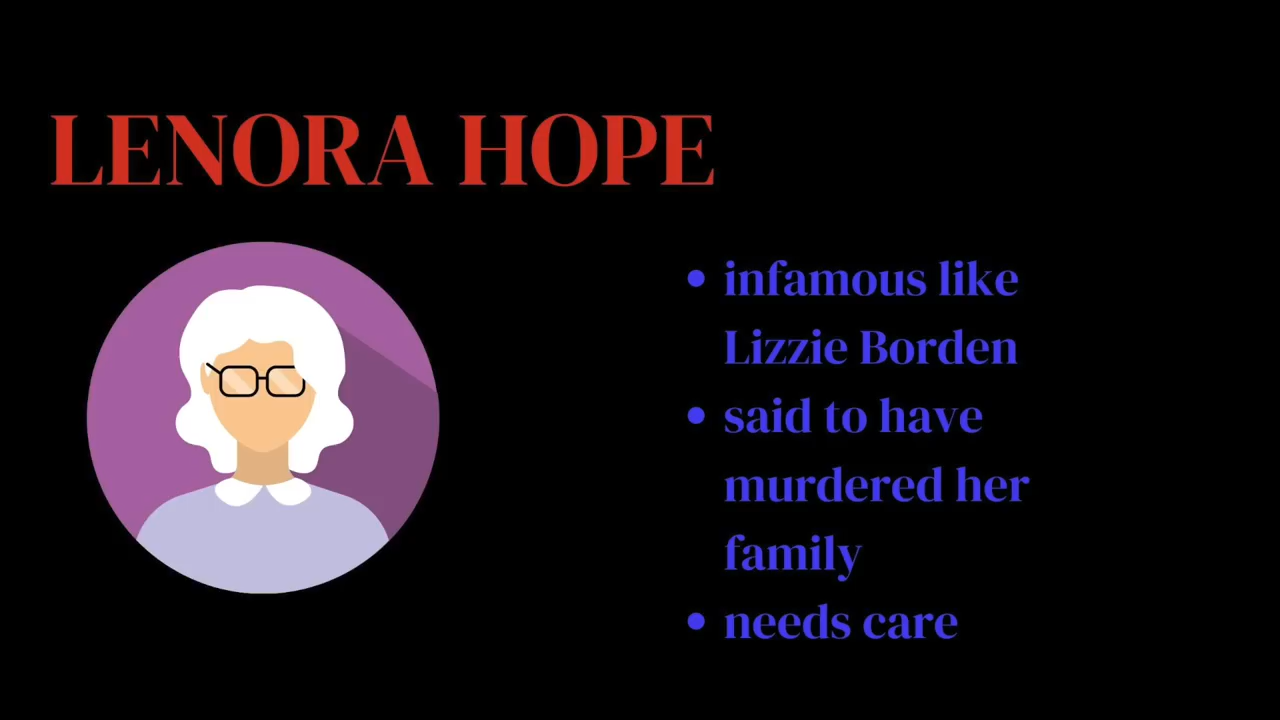 LENORA HOPE
• infamous like
Lizzie Borden
• said to have
murdered her
family
• needs care